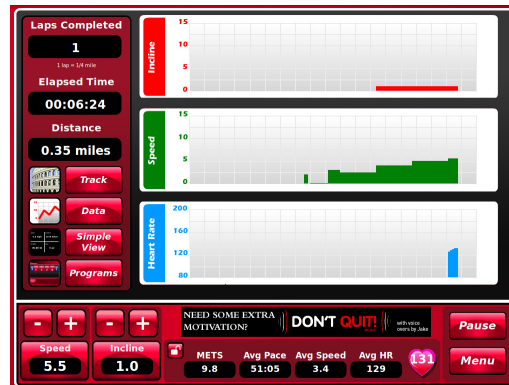 Laps Completed
1
1 lap = 1/4 mile
Elapsed Time
00:06:24
Distance
0.35 miles
Track
Data
Simple
View
Programs
Incline
15
10
5
0
Speed
15
10
5
0
Heart Rate
200
160
120
80
- +
- +
Speed
5.5
Incline
1.0
NEED SOME EXTRA
MOTIVATION?
DON'T QUIT!
with voice
overs by Jake
METS
9.8
Avg Pace
51:05
Avg Speed
3.4
Avg HR
129
131
Pause
Menu